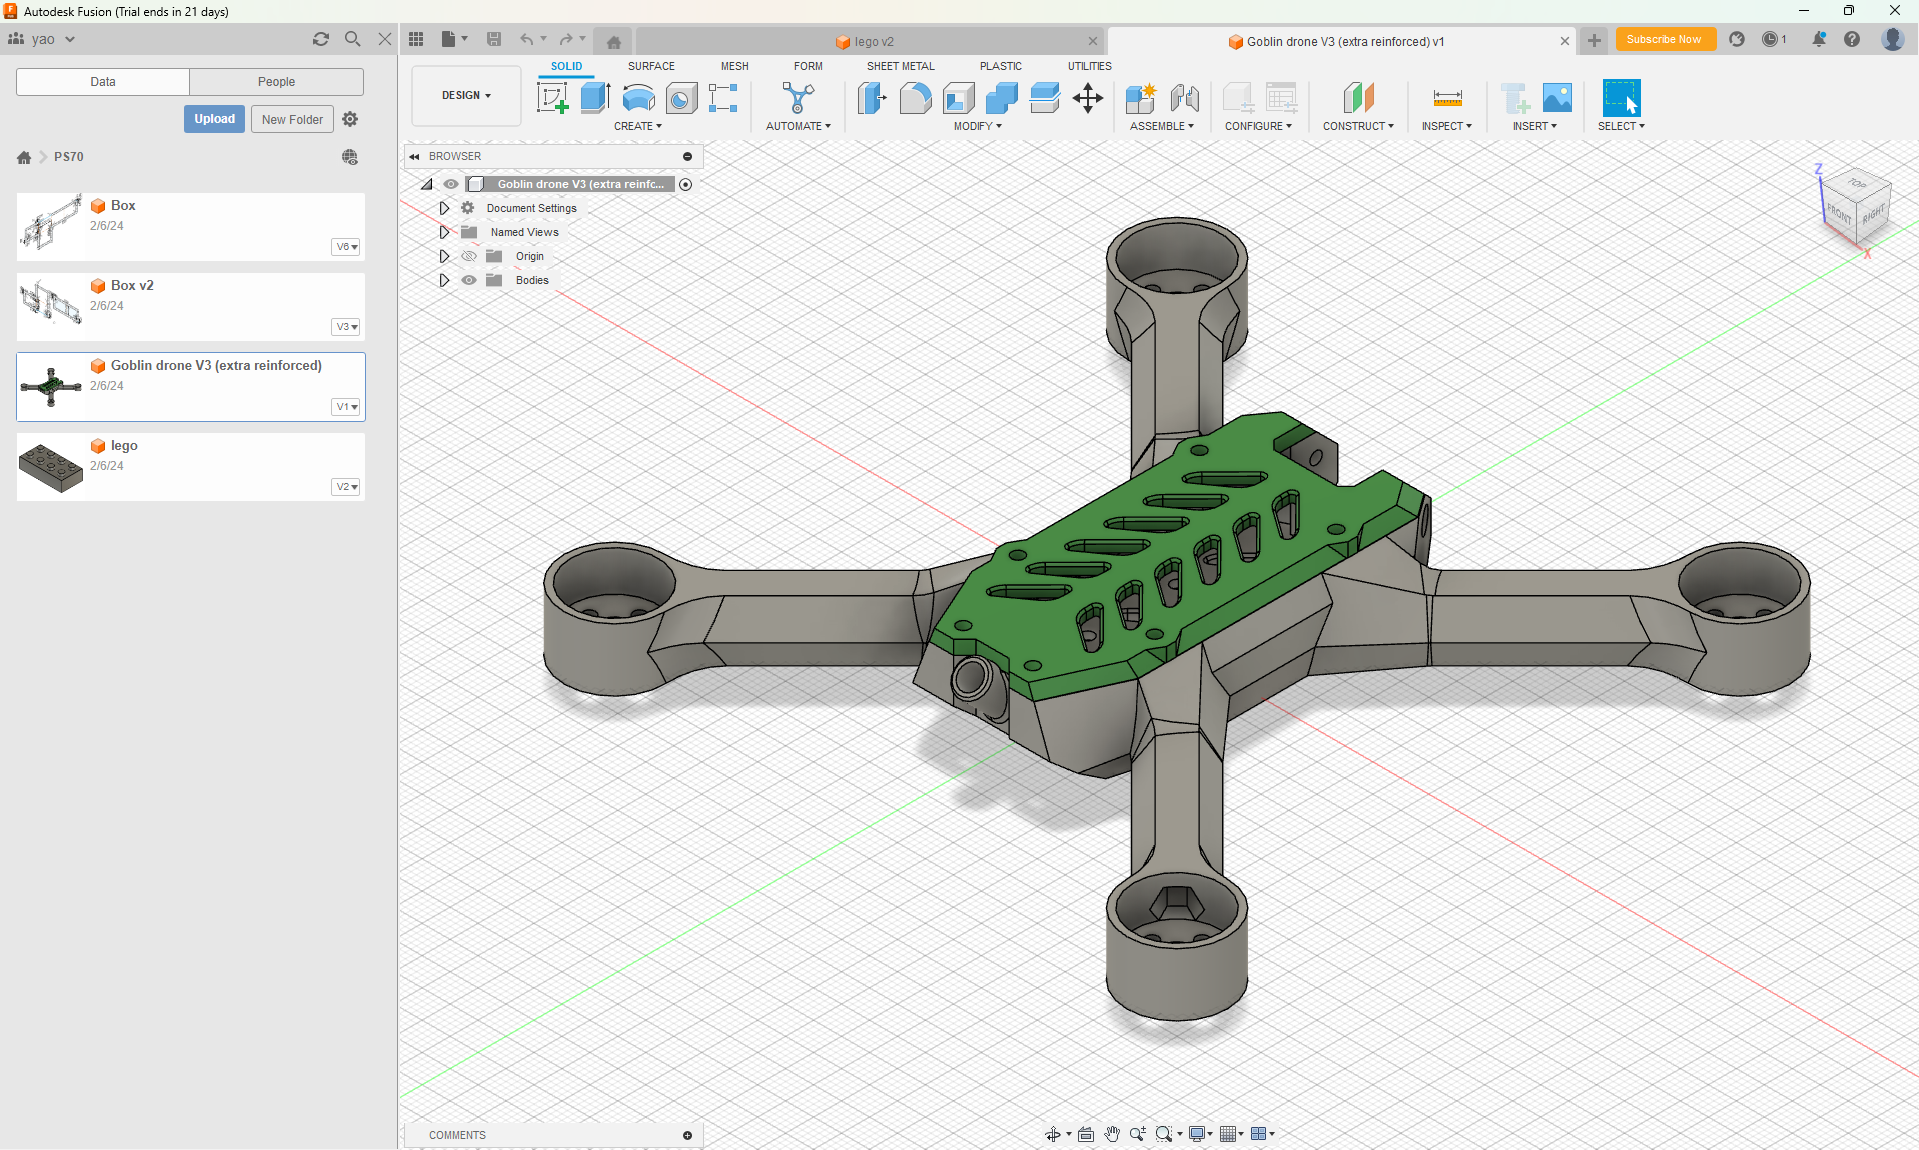 Autodesk Fusion (Trial ends in 21 days)
yao
Data
People
Upload
New Folder
PS70
Box
2/6/24
V6
Box v2
2/6/24
V3
Goblin drone V3 (extra reinforced)
2/6/24
V1
lego
2/6/24
V2
lego v2
Goblin drone V3 (extra reinforced) v1
Subscribe Now
1
DESIGN
SOLID
SURFACE
MESH
FORM
SHEET METAL
PLASTIC
UTILITIES
CREATE
AUTOMATE
MODIFY
ASSEMBLE
CONFIGURE
CONSTRUCT
INSPECT
INSERT
SELECT
BROWSER
Goblin drone V3 (extra reinfc...
Document Settings
Named Views
Origin
Bodies
Z
TOP
FRONT
RIGHT
X
COMMENTS